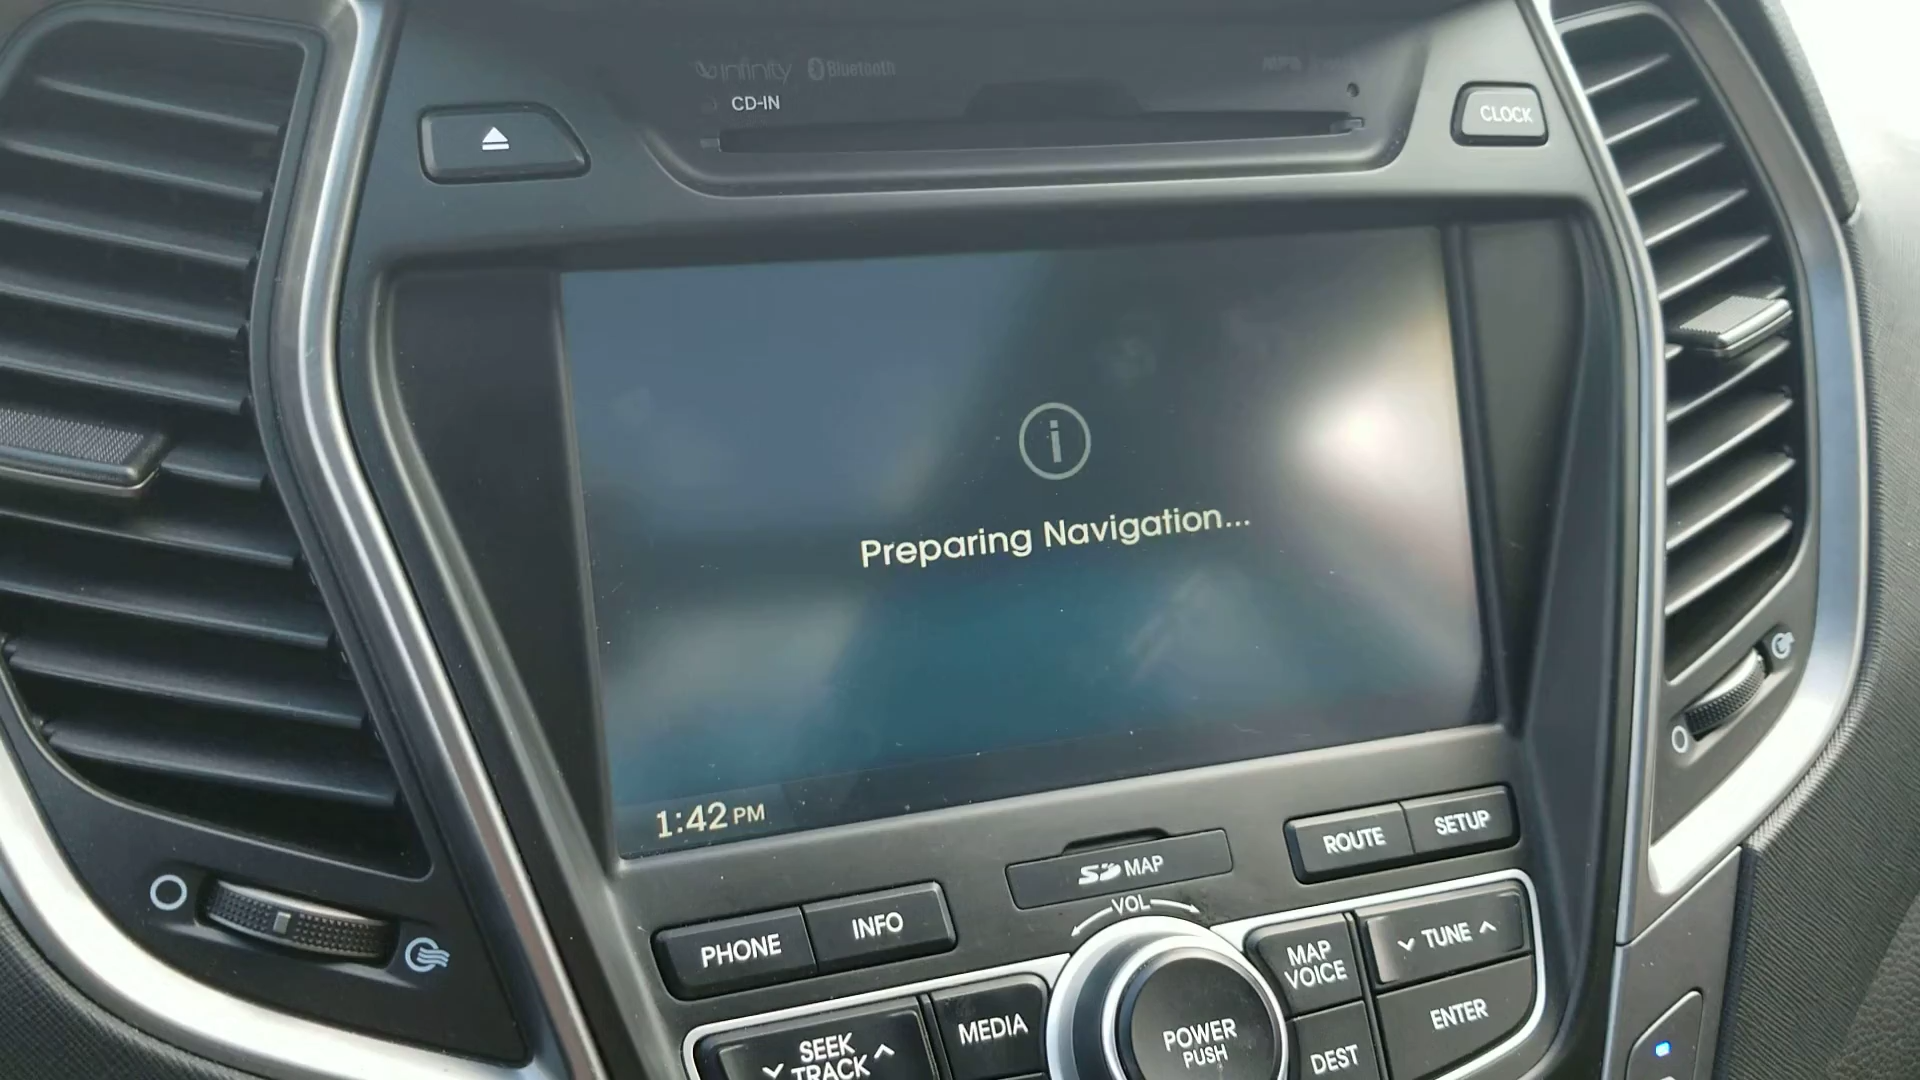 infinity Bluetooth
CD-IN
CLOCK
Preparing Navigation...
1:42 PM
ROUTE SETUP
SD MAP
VOL
PHONE INFO
MAP VOICE
TUNE
SEEK TRACK
MEDIA
POWER PUSH
DEST
ENTER